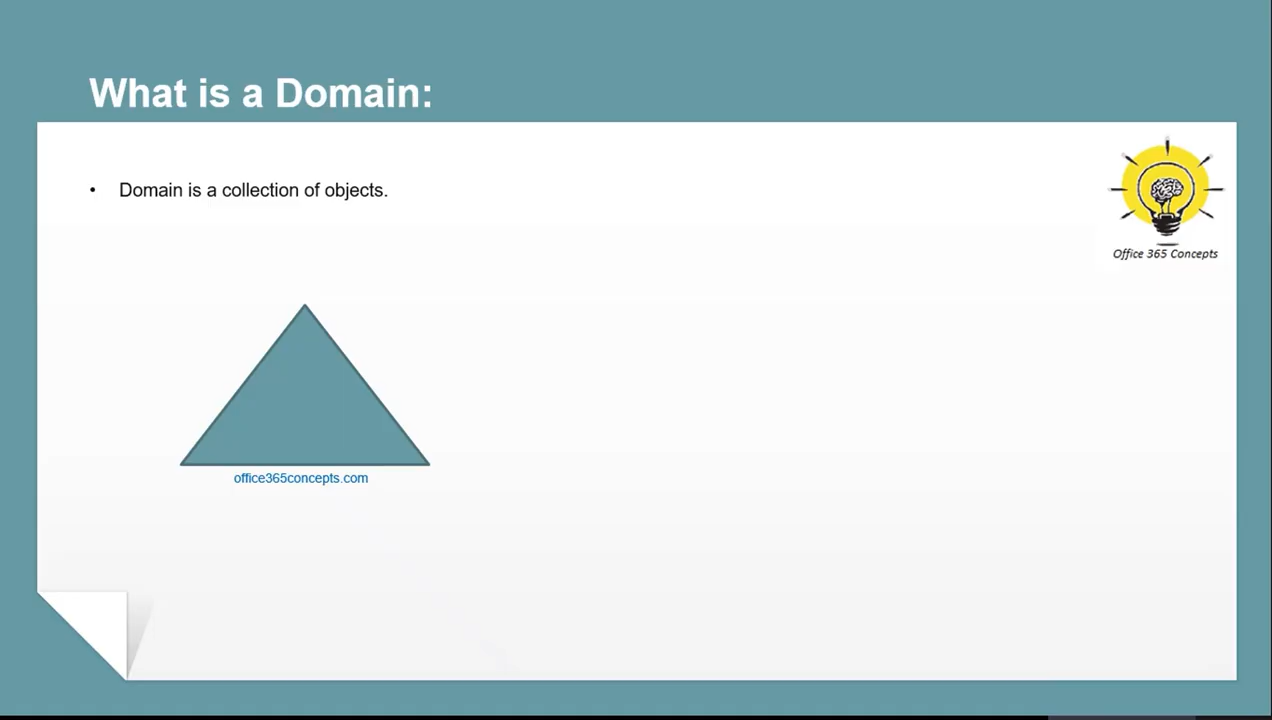 What is a Domain:
• Domain is a collection of objects.
Office 365 Concepts
office365concepts.com